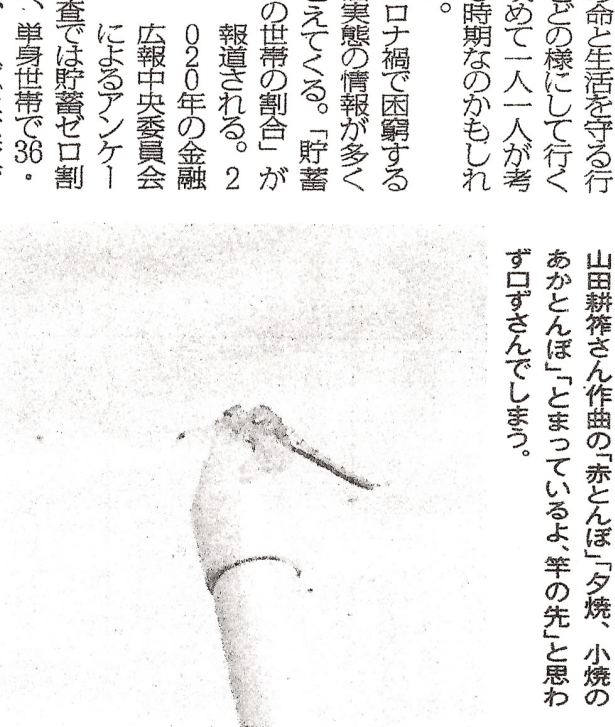 命と生活を守る行
どの様にして行く
めて一人一人が考
時期なのかもしれ
。
ロナ禍で困窮する
実態の情報が多く
えてくる。「貯蓄
の世帯の割合」が
報道される。2
020年の金融
広報中央委員会
によるアンケー
査では貯蓄ゼロ割
、単身世帯で36・
山田耕筰さん作曲の「赤とんぼ」「夕焼、小焼の
あかとんぼ」「とまっているよ、竿の先」と思わ
ず口ずさんでしまう。